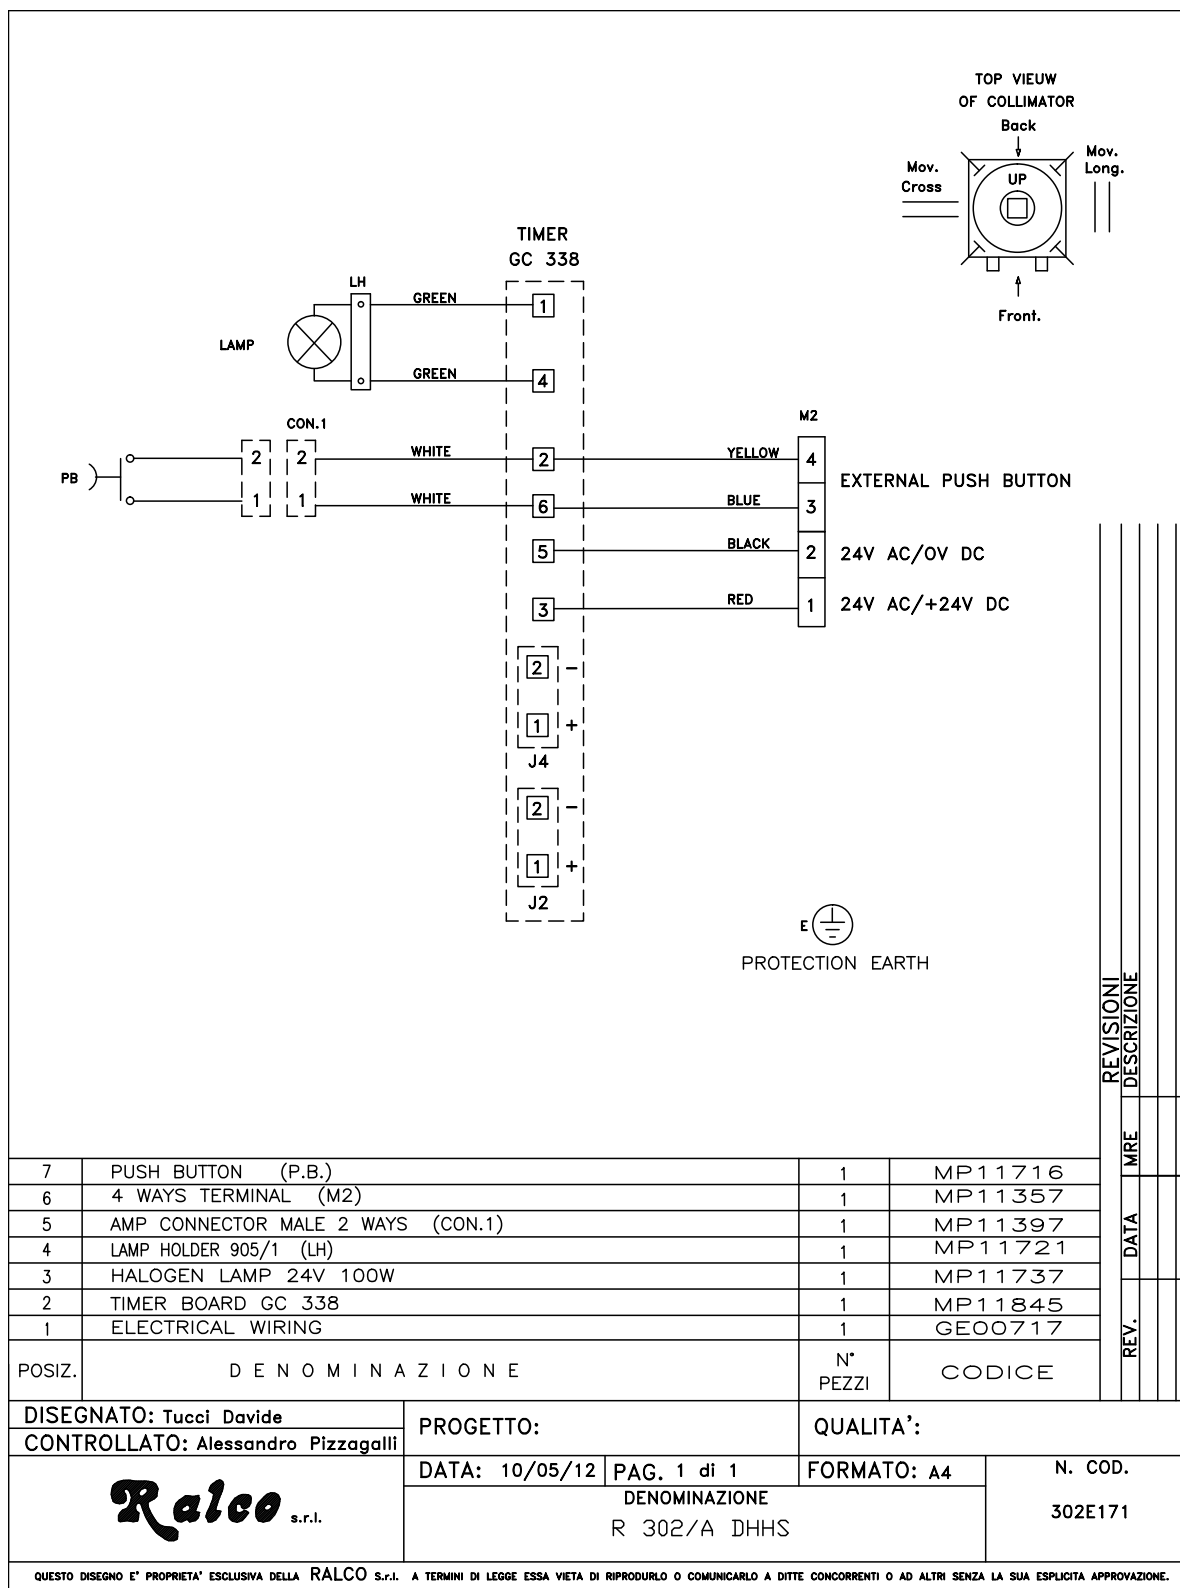 TOP VIEUW
OF COLLIMATOR
Back
Mov.
Cross
UP
Mov.
Long.
Front.
TIMER
GC 338
LH
LAMP
GREEN
1
GREEN
4
CON.1
M2
PB
2 2 WHITE 2 YELLOW 4
1 1 WHITE 6 BLUE 3
EXTERNAL PUSH BUTTON
5 BLACK 2 24V AC/0V DC
3 RED 1 24V AC/+24V DC
2 -
1 +
J4
2 -
1 +
J2
E
PROTECTION EARTH
REVISIONI
REV. DATA MRE DESCRIZIONE
7 PUSH BUTTON (P.B.) 1 MP11716
6 4 WAYS TERMINAL (M2) 1 MP11357
5 AMP CONNECTOR MALE 2 WAYS (CON.1) 1 MP11397
4 LAMP HOLDER 905/1 (LH) 1 MP11721
3 HALOGEN LAMP 24V 100W 1 MP11737
2 TIMER BOARD GC 338 1 MP11845
1 ELECTRICAL WIRING 1 GE00717
POSIZ. DENOMINAZIONE N° PEZZI CODICE
DISEGNATO: Tucci Davide
CONTROLLATO: Alessandro Pizzagalli
PROGETTO:
QUALITA':
Ralco s.r.l.
DATA: 10/05/12
PAG. 1 di 1
FORMATO: A4
N. COD.
302E171
DENOMINAZIONE
R 302/A DHHS
QUESTO DISEGNO E' PROPRIETA' ESCLUSIVA DELLA RALCO S.r.l. A TERMINI DI LEGGE ESSA VIETA DI RIPRODURLO O COMUNICARLO A DITTE CONCORRENTI O AD ALTRI SENZA LA SUA ESPLICITA APPROVAZIONE.